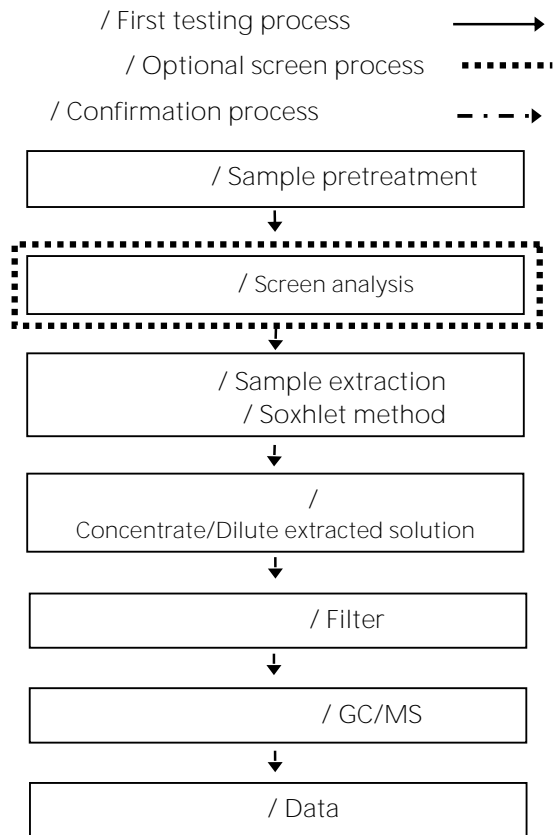 / First testing process
/ Optional screen process
/ Confirmation process
/ Sample pretreatment
/ Screen analysis
/ Sample extraction
/ Soxhlet method
/
Concentrate/Dilute extracted solution
/ Filter
/ GC/MS
/ Data